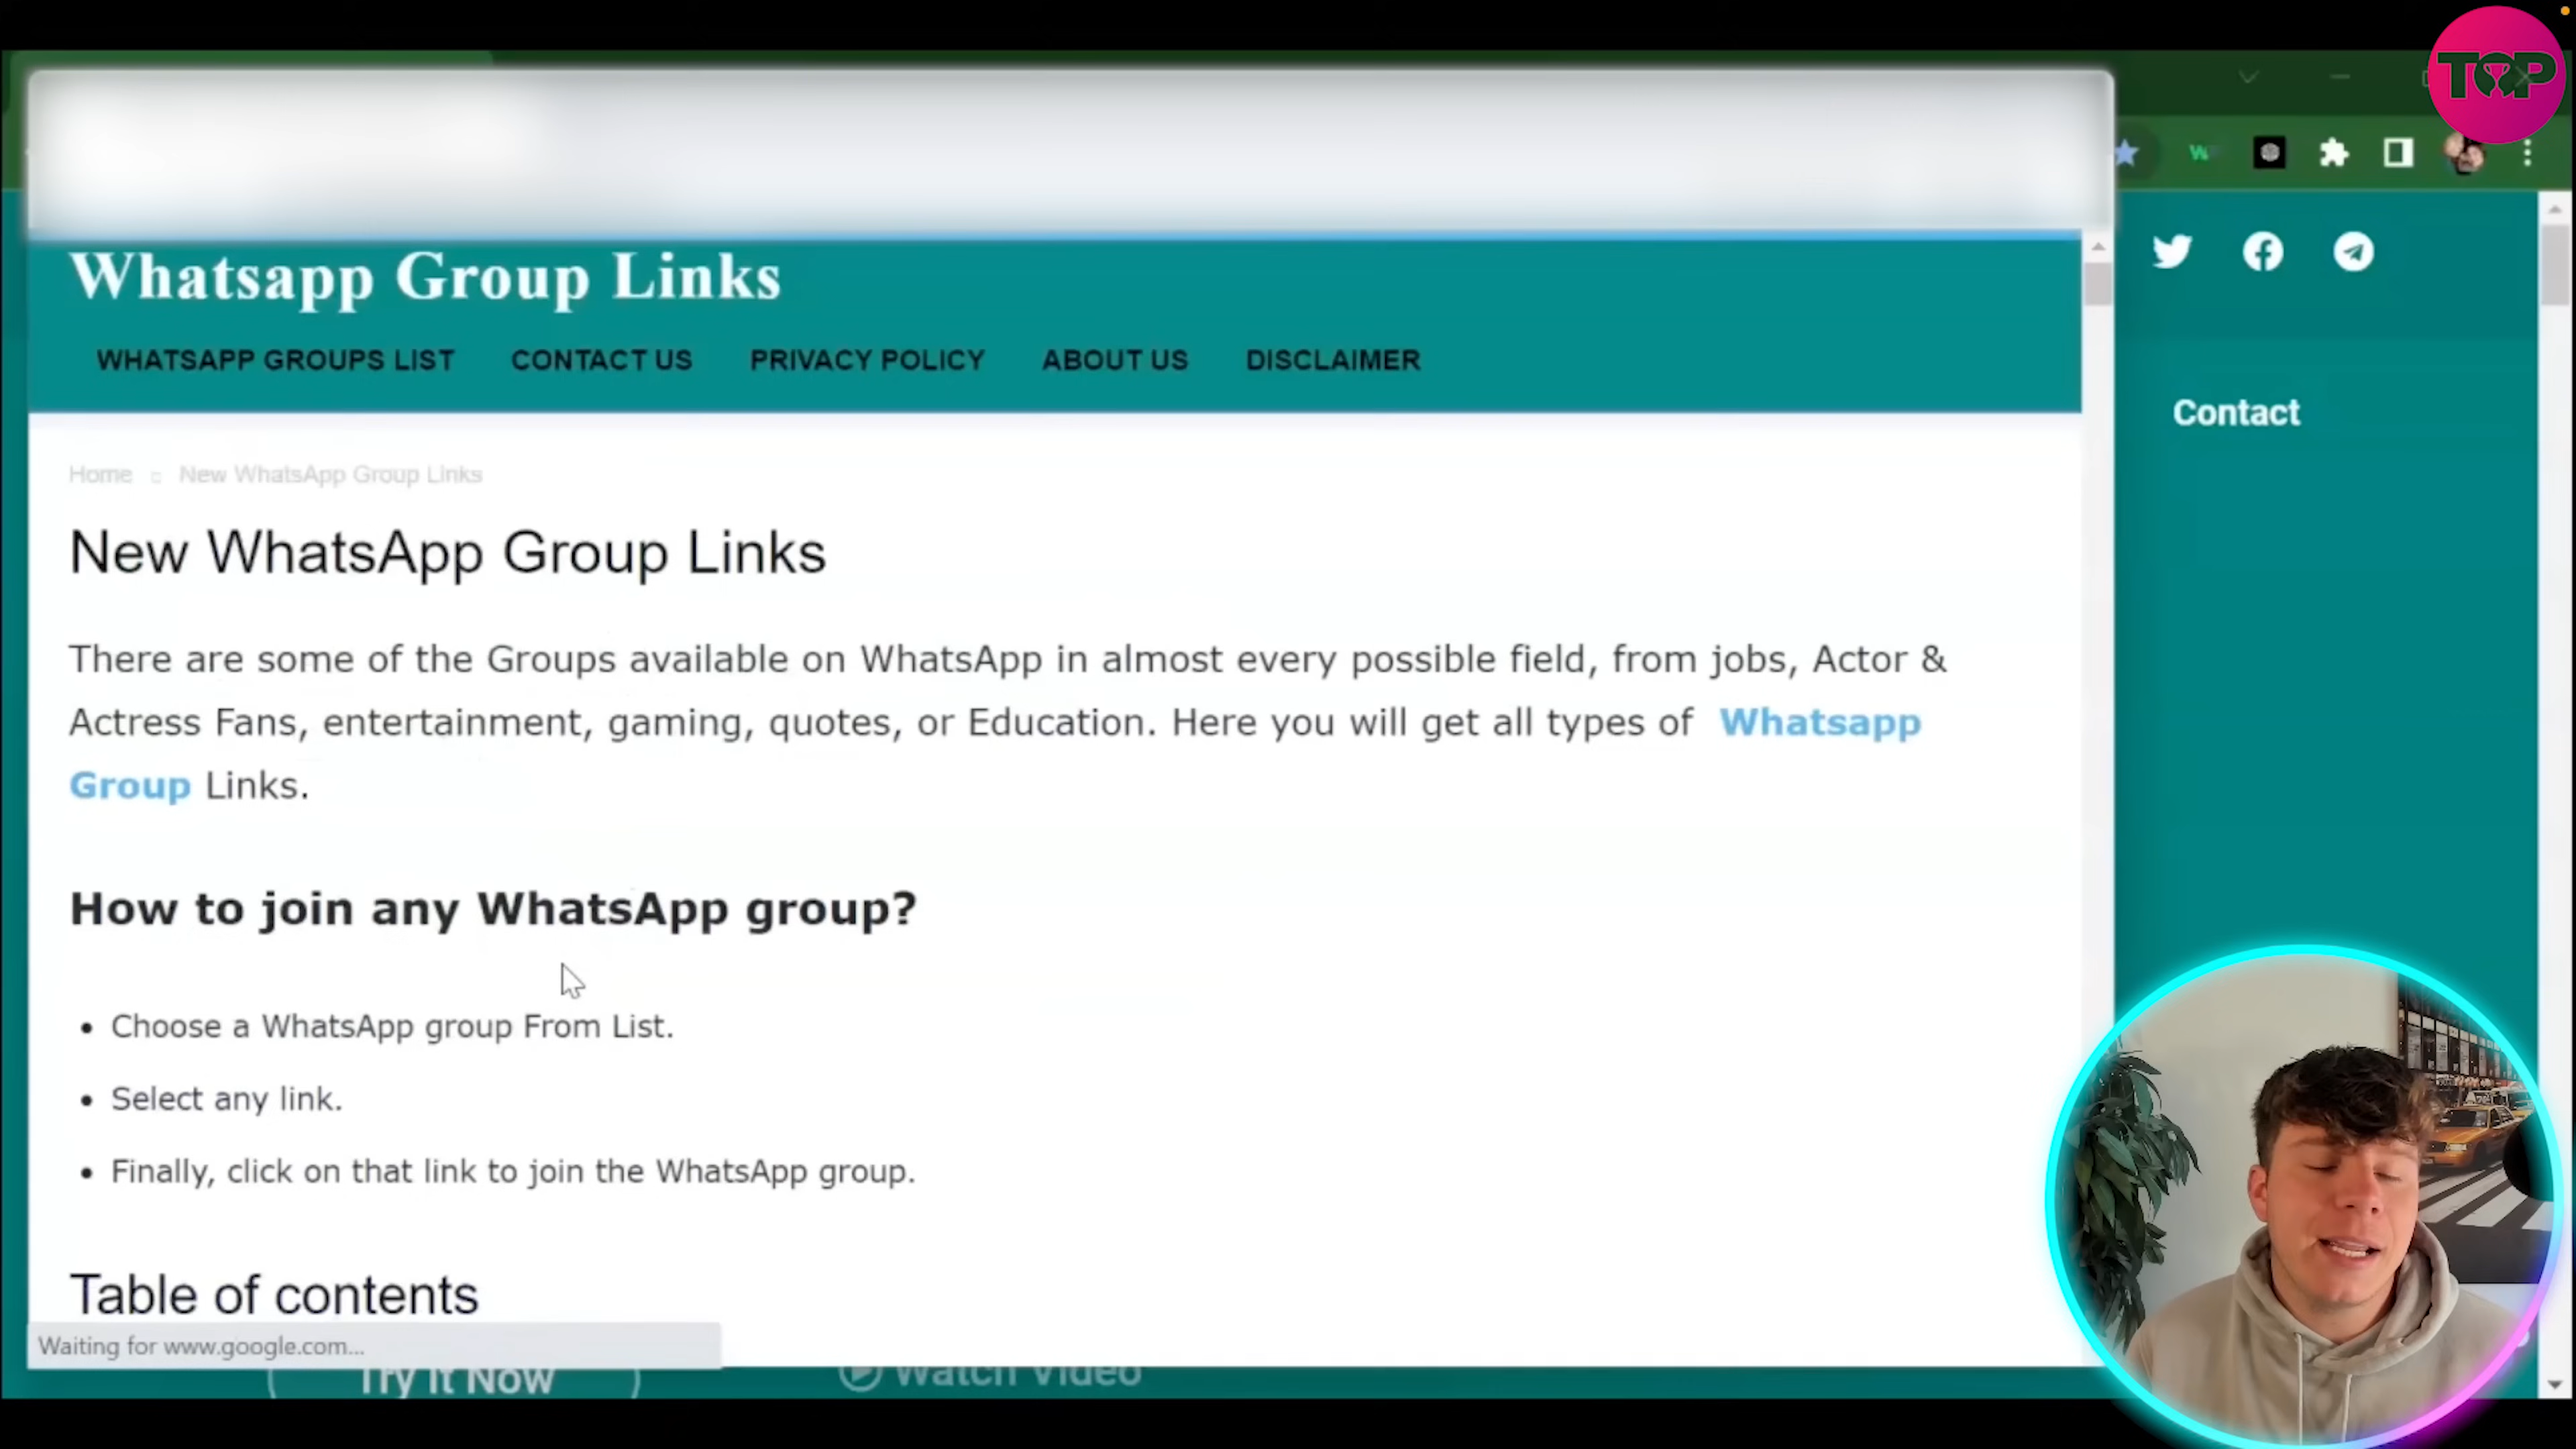 TOP
Whatsapp Group Links
WHATSAPP GROUPS LIST CONTACT US PRIVACY POLICY ABOUT US DISCLAIMER
Contact
Home New WhatsApp Group Links
New WhatsApp Group Links
There are some of the Groups available on WhatsApp in almost every possible field, from jobs, Actor &
Actress Fans, entertainment, gaming, quotes, or Education. Here you will get all types of Whatsapp
Group Links.
How to join any WhatsApp group?
• Choose a WhatsApp group From List.
• Select any link.
• Finally, click on that link to join the WhatsApp group.
Table of contents
Waiting for www.google.com...
Try It Now Watch Video